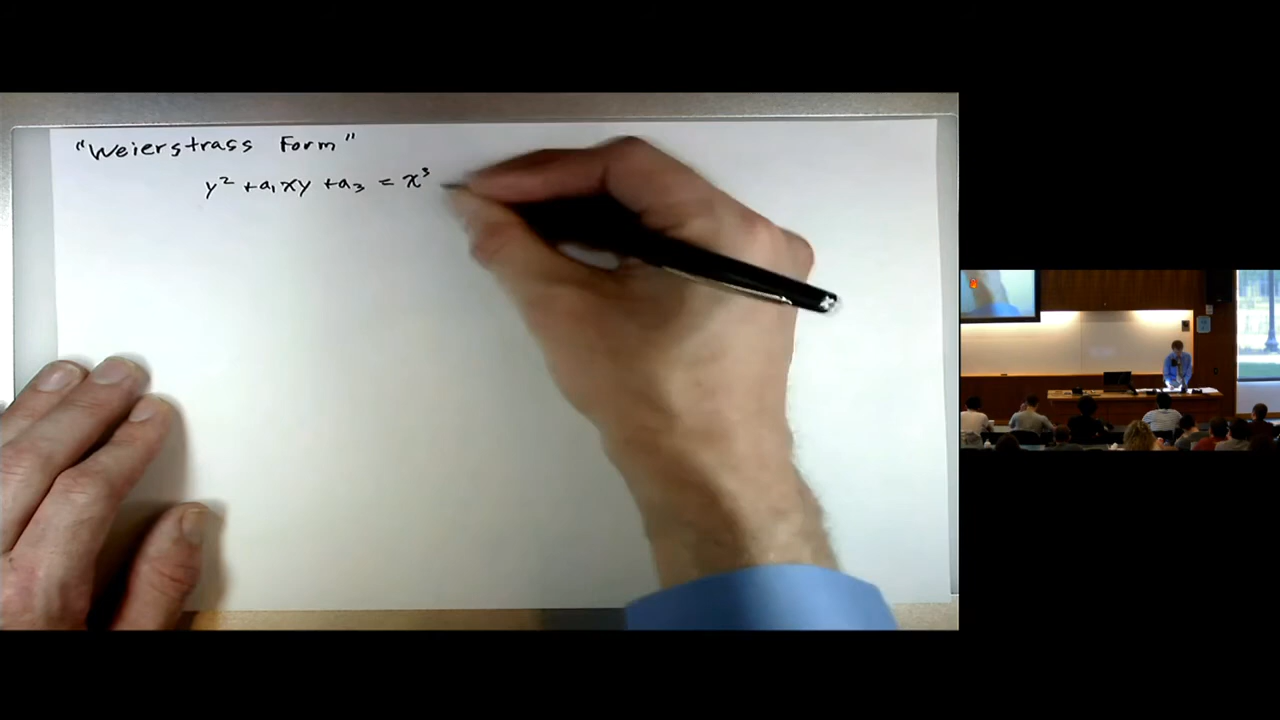 "Weierstrass Form"
y² + a₁xy + a₃ = x³